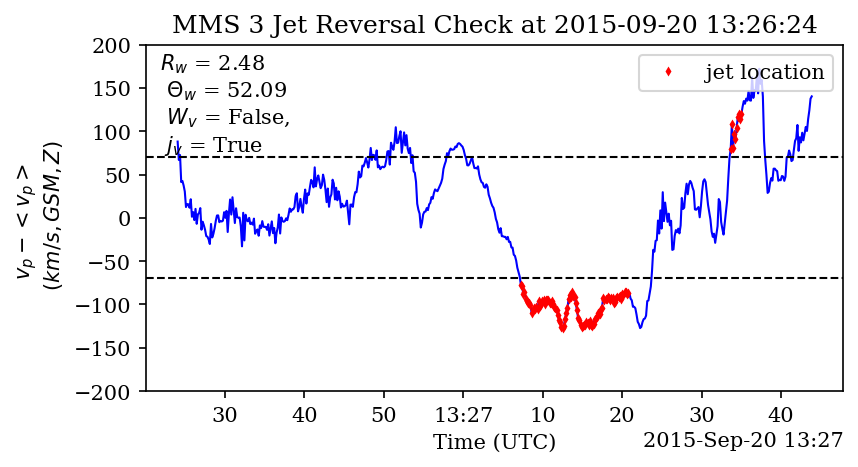 MMS 3 Jet Reversal Check at 2015-09-20 13:26:24
R_w = 2.48
Θ_w = 52.09
W_v = False,
j_v = True
jet location
200
150
100
50
0
−50
−100
−150
−200
v_p − < v_p >
(km/s, GSM, Z)
30 40 50 13:27 10 20 30 40
Time (UTC)
2015-Sep-20 13:27